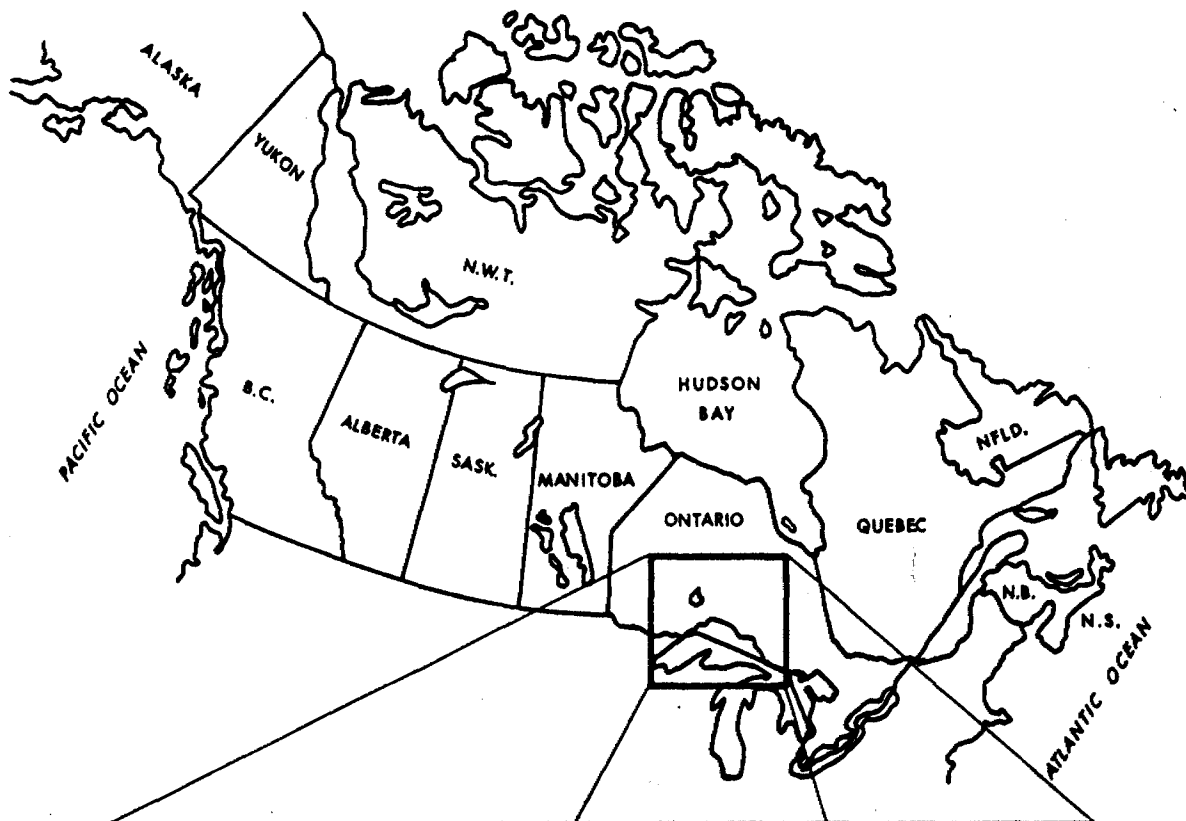 ALASKA
YUKON
N.W.T.
PACIFIC OCEAN
B.C.
ALBERTA
SASK.
MANITOBA
HUDSON
BAY
ONTARIO
QUEBEC
NFLD.
N.B.
N.S.
ATLANTIC OCEAN